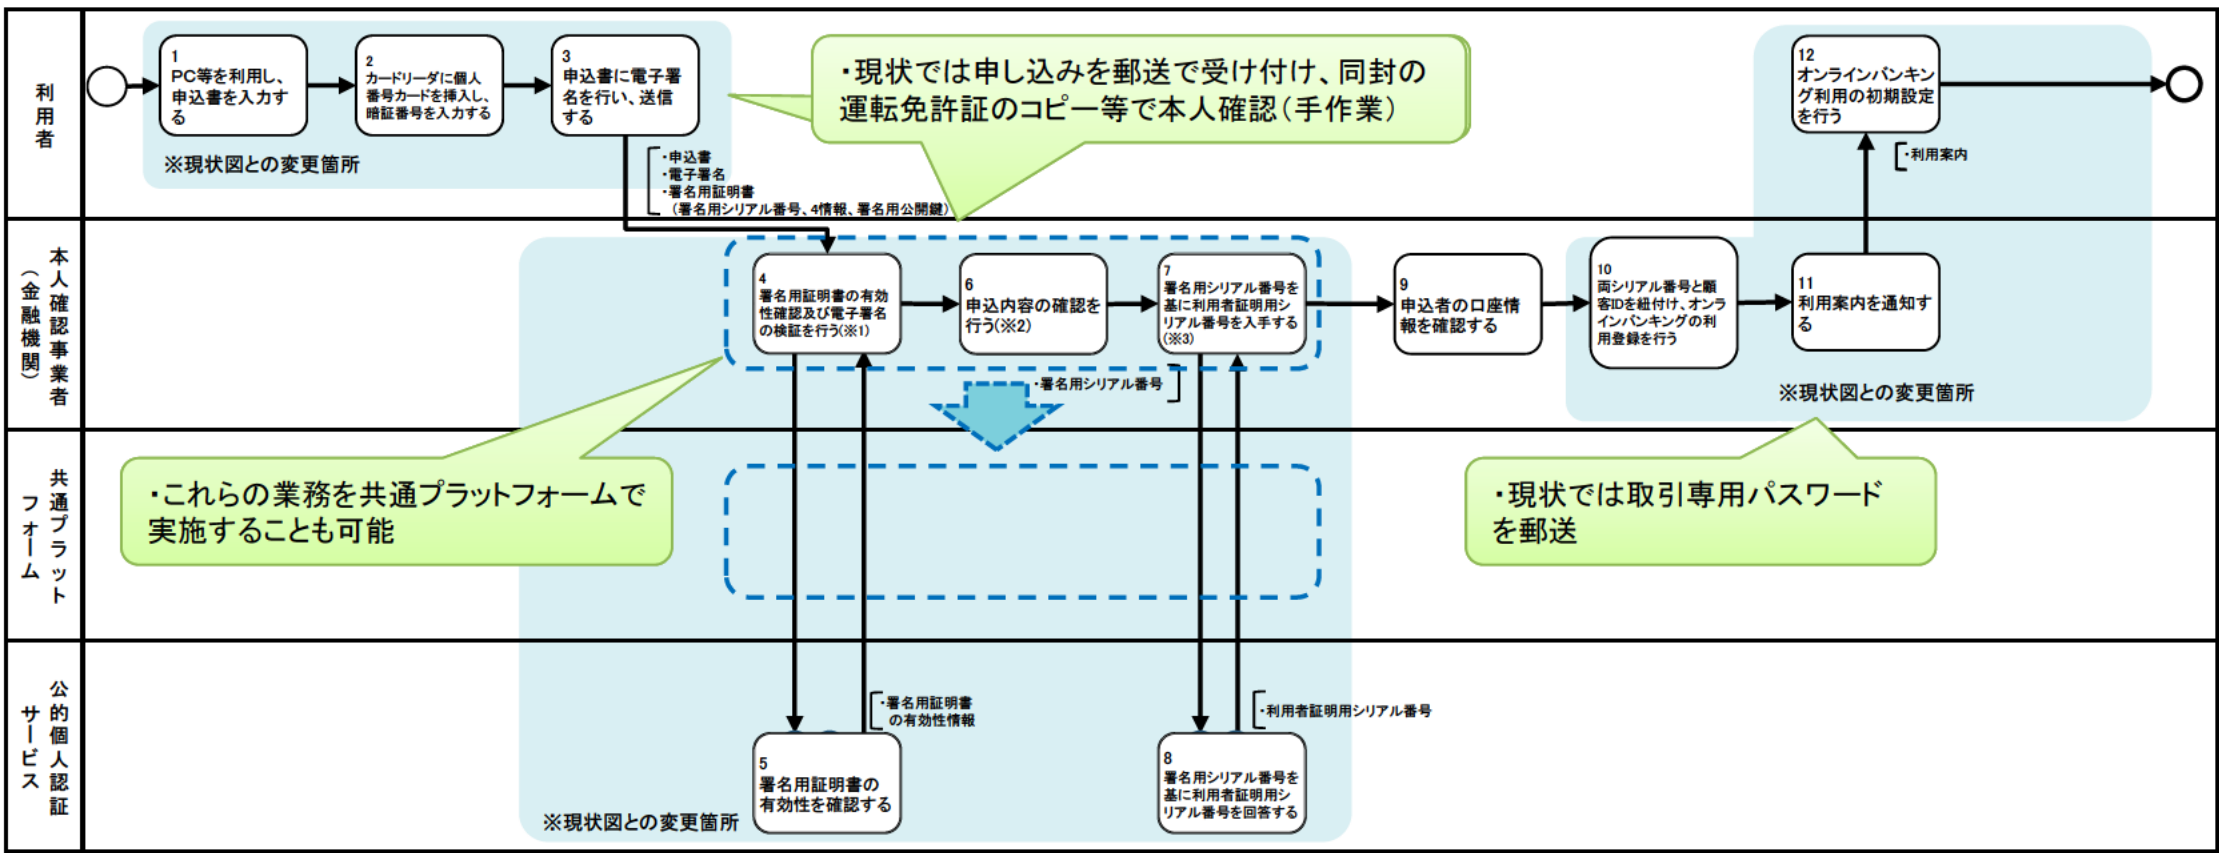 利用者
1
PC等を利用し、
申込書を入力す
る
2
カードリーダに個人
番号カードを挿入し、
暗証番号を入力する
3
申込書に電子署
名を行い、送信
する
※現状図との変更箇所
・申込書
・電子署名
・署名用証明書
（署名用シリアル番号、4情報、署名用公開鍵）
・現状では申し込みを郵送で受け付け、同封の
運転免許証のコピー等で本人確認（手作業）
12
オンラインバンキン
グ利用の初期設定
を行う
・利用案内
本人確認事業者
（金融機関）
4
署名用証明書の有効
性確認及び電子署名
の検証を行う(※1)
6
申込内容の確認を
行う(※2)
7
署名用シリアル番号を
基に利用者証明用シ
リアル番号を入手する
(※3)
・署名用シリアル番号
9
申込者の口座情
報を確認する
10
両シリアル番号と顧
客IDを紐付け、オンラ
インバンキングの利
用登録を行う
11
利用案内を通知す
る
※現状図との変更箇所
共通プラット
フォーム
・これらの業務を共通プラットフォームで
実施することも可能
・現状では取引専用パスワード
を郵送
公的個人認証
サービス
・署名用証明書
の有効性情報
5
署名用証明書の
有効性を確認する
・利用者証明用シリアル番号
8
署名用シリアル番号を
基に利用者証明用シ
リアル番号を回答する
※現状図との変更箇所